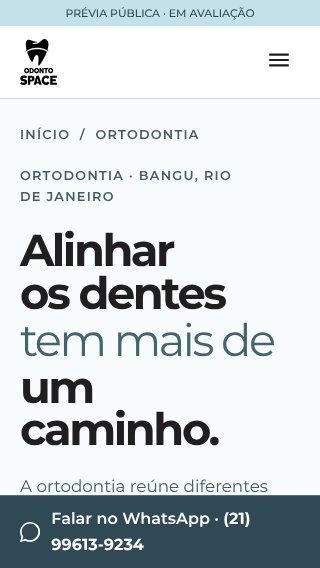 PRÉVIA PÚBLICA · EM AVALIAÇÃO
ODONTO
SPACE
INÍCIO / ORTODONTIA
ORTODONTIA · BANGU, RIO
DE JANEIRO
Alinhar
os dentes
tem mais de
um
caminho.
A ortodontia reúne diferentes
Falar no WhatsApp · (21)
99613-9234